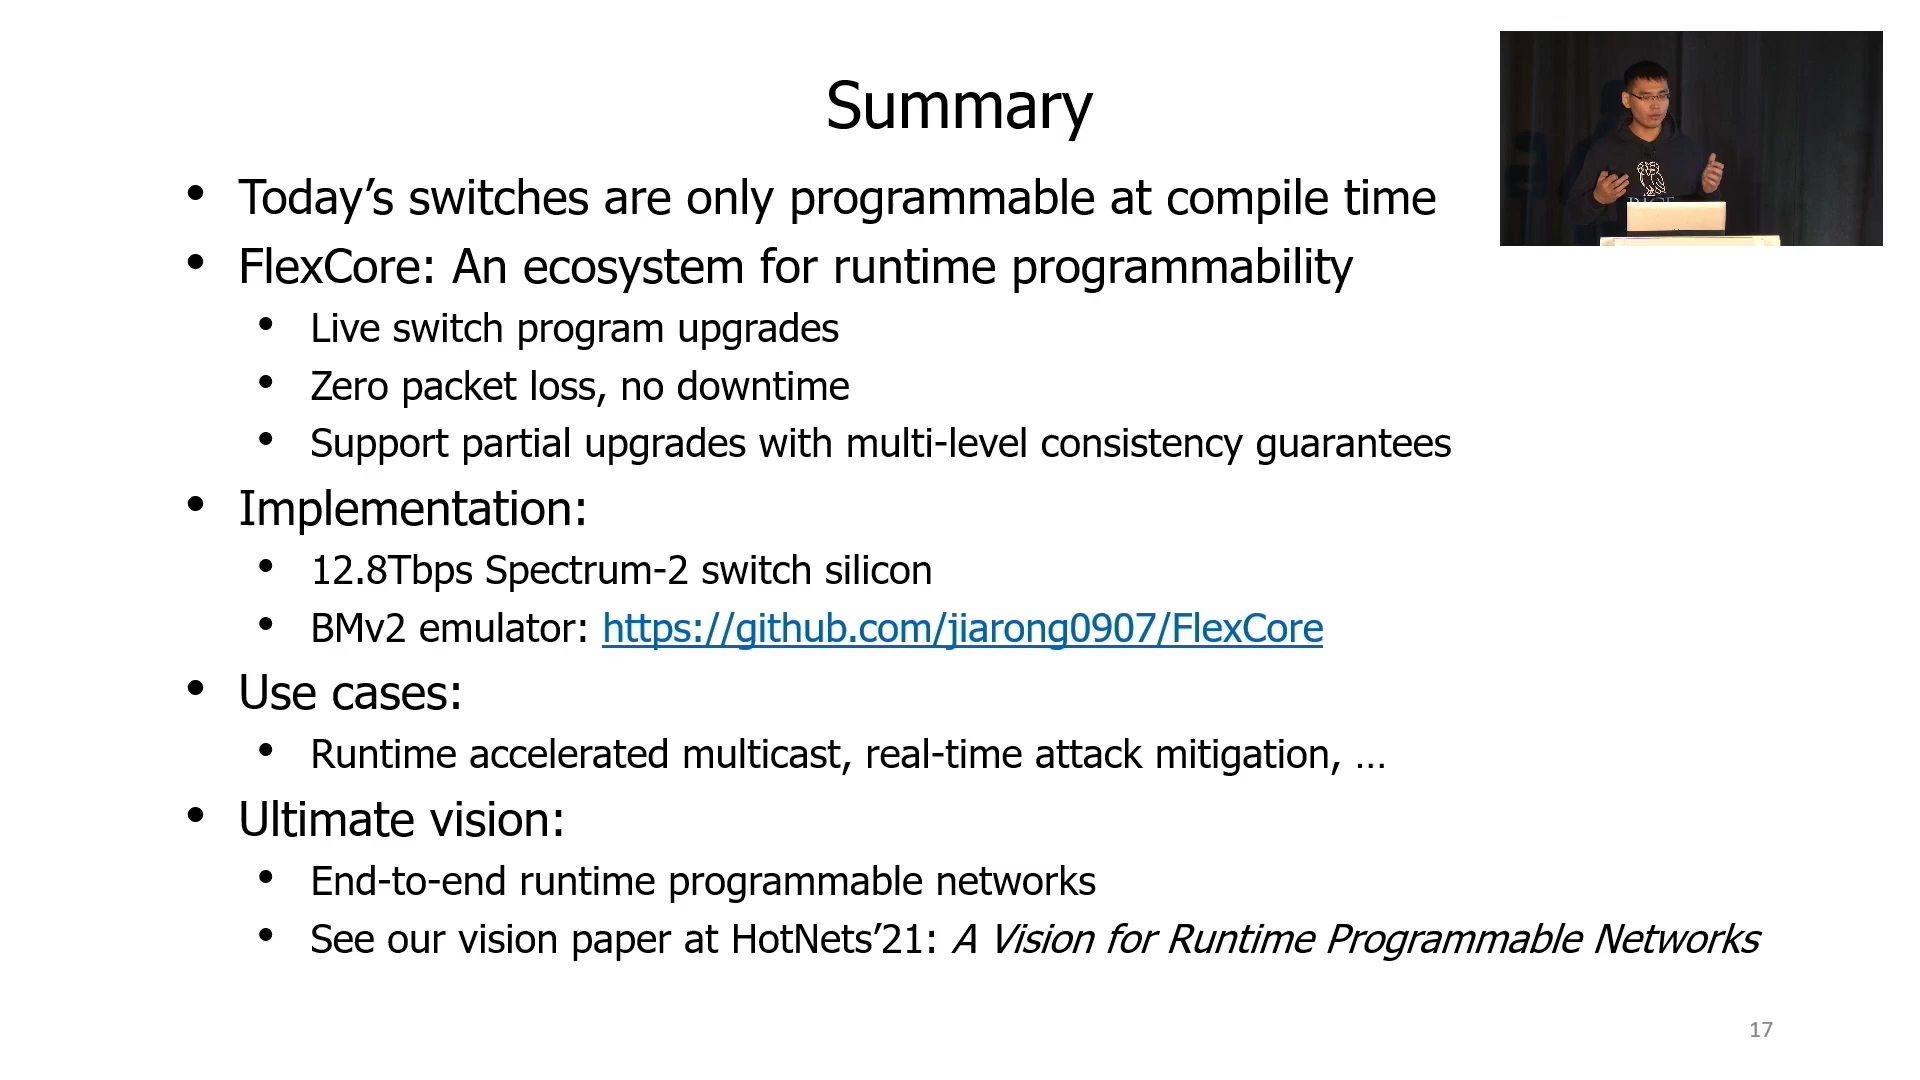 Summary
• Today’s switches are only programmable at compile time
• FlexCore: An ecosystem for runtime programmability
• Live switch program upgrades
• Zero packet loss, no downtime
• Support partial upgrades with multi-level consistency guarantees
• Implementation:
• 12.8Tbps Spectrum-2 switch silicon
• BMv2 emulator: https://github.com/jiarong0907/FlexCore
• Use cases:
• Runtime accelerated multicast, real-time attack mitigation, …
• Ultimate vision:
• End-to-end runtime programmable networks
• See our vision paper at HotNets’21: A Vision for Runtime Programmable Networks
17